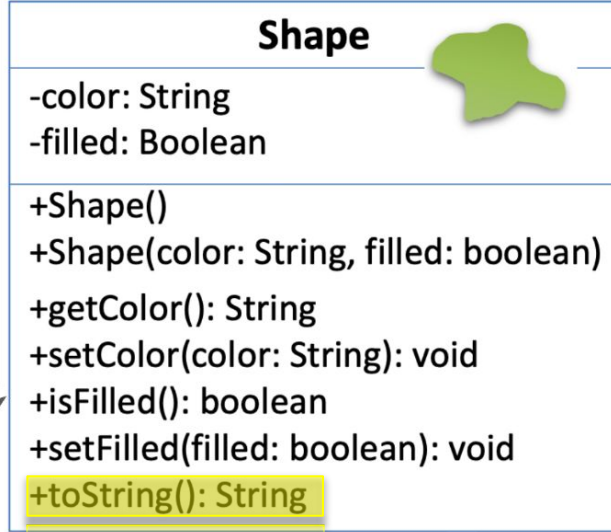 Shape
-color: String
-filled: Boolean
+Shape()
+Shape(color: String, filled: boolean)
+getColor(): String
+setColor(color: String): void
+isFilled(): boolean
+setFilled(filled: boolean): void
+toString(): String